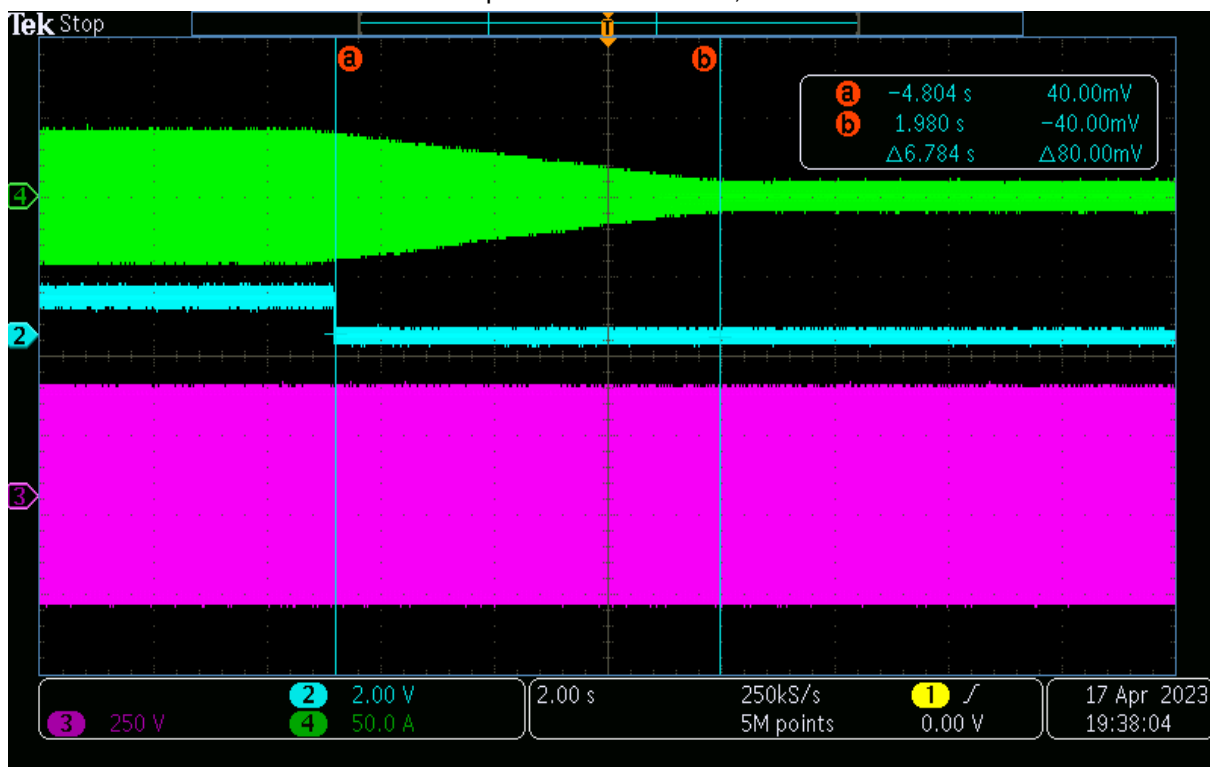 Tek Stop
T
a b
a -4.804 s 40.00mV
b 1.980 s -40.00mV
Δ6.784 s Δ80.00mV
4
2
3
2 2.00 V 2.00 s 250kS/s 1 17 Apr 2023
3 250 V 4 50.0 A 5M points 0.00 V 19:38:04